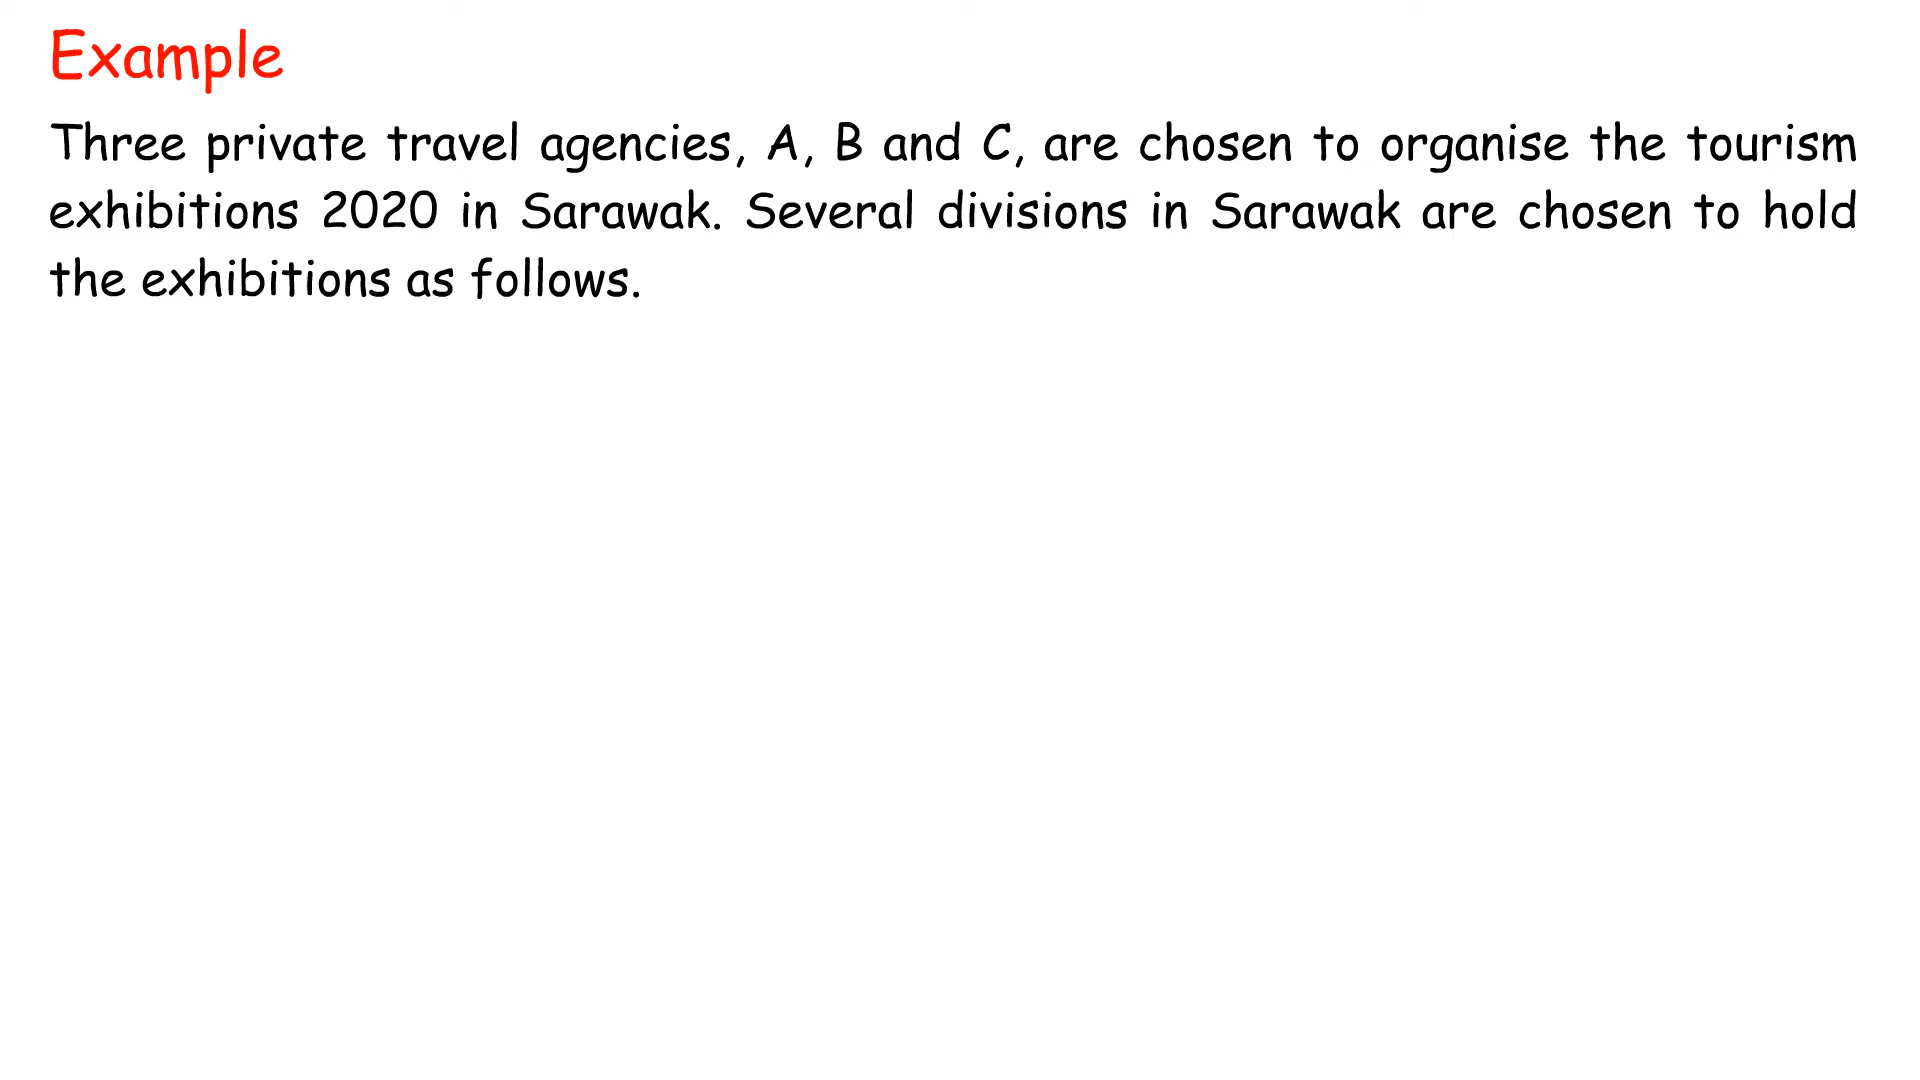 Example
Three private travel agencies, A, B and C, are chosen to organise the tourism
exhibitions 2020 in Sarawak. Several divisions in Sarawak are chosen to hold
the exhibitions as follows.